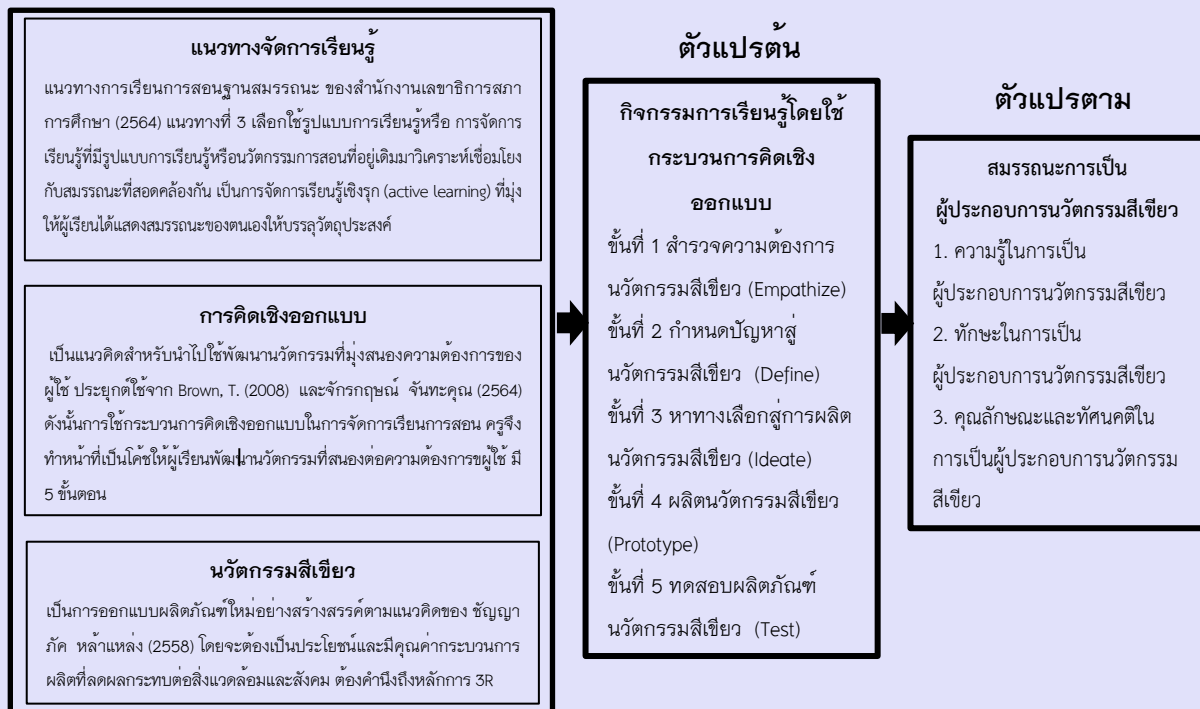 แนวทางจัดการเรียนรู้
แนวทางการเรียนการสอนฐานสมรรถนะ ของสำนักงานเลขาธิการสภา
การศึกษา (2564) แนวทางที่ 3 เลือกใช้รูปแบบการเรียนรู้หรือ การจัดการ
เรียนรู้ที่มีรูปแบบการเรียนรู้หรือนวัตกรรมการสอนที่อยู่เดิมมาวิเคราะห์เชื่อมโยง
กับสมรรถนะที่สอดคล้องกัน เป็นการจัดการเรียนรู้เชิงรุก (active learning) ที่มุ่ง
ให้ผู้เรียนได้แสดงสมรรถนะของตนเองให้บรรลุวัตถุประสงค์
การคิดเชิงออกแบบ
เป็นแนวคิดสำหรับนำไปใช้พัฒนานวัตกรรมที่มุ่งสนองความต้องการของ
ผู้ใช้ ประยุกต์ใช้จาก Brown, T. (2008) และจักรกฤษณ์ จันทะคุณ (2564)
ดังนั้นการใช้กระบวนการคิดเชิงออกแบบในการจัดการเรียนการสอน ครูจึง
ทำหน้าที่เป็นโค้ชให้ผู้เรียนพัฒนานวัตกรรมที่สนองต่อความต้องการขผู้ใช้ มี
5 ขั้นตอน
นวัตกรรมสีเขียว
เป็นการออกแบบผลิตภัณฑ์ใหม่อย่างสร้างสรรค์ตามแนวคิดของ ชัญญา
ภัค หล้าแหล่ง (2558) โดยจะต้องเป็นประโยชน์และมีคุณค่ากระบวนการ
ผลิตที่ลดผลกระทบต่อสิ่งแวดล้อมและสังคม ต้องคำนึงถึงหลักการ 3R
ตัวแปรต้น
กิจกรรมการเรียนรู้โดยใช้
กระบวนการคิดเชิง
ออกแบบ
ขั้นที่ 1 สำรวจความต้องการ
นวัตกรรมสีเขียว (Empathize)
ขั้นที่ 2 กำหนดปัญหาสู่
นวัตกรรมสีเขียว (Define)
ขั้นที่ 3 หาทางเลือกสู่การผลิต
นวัตกรรมสีเขียว (Ideate)
ขั้นที่ 4 ผลิตนวัตกรรมสีเขียว
(Prototype)
ขั้นที่ 5 ทดสอบผลิตภัณฑ์
นวัตกรรมสีเขียว (Test)
ตัวแปรตาม
สมรรถนะการเป็น
ผู้ประกอบการนวัตกรรมสีเขียว
1. ความรู้ในการเป็น
ผู้ประกอบการนวัตกรรมสีเขียว
2. ทักษะในการเป็น
ผู้ประกอบการนวัตกรรมสีเขียว
3. คุณลักษณะและทัศนคติใน
การเป็นผู้ประกอบการนวัตกรรม
สีเขียว